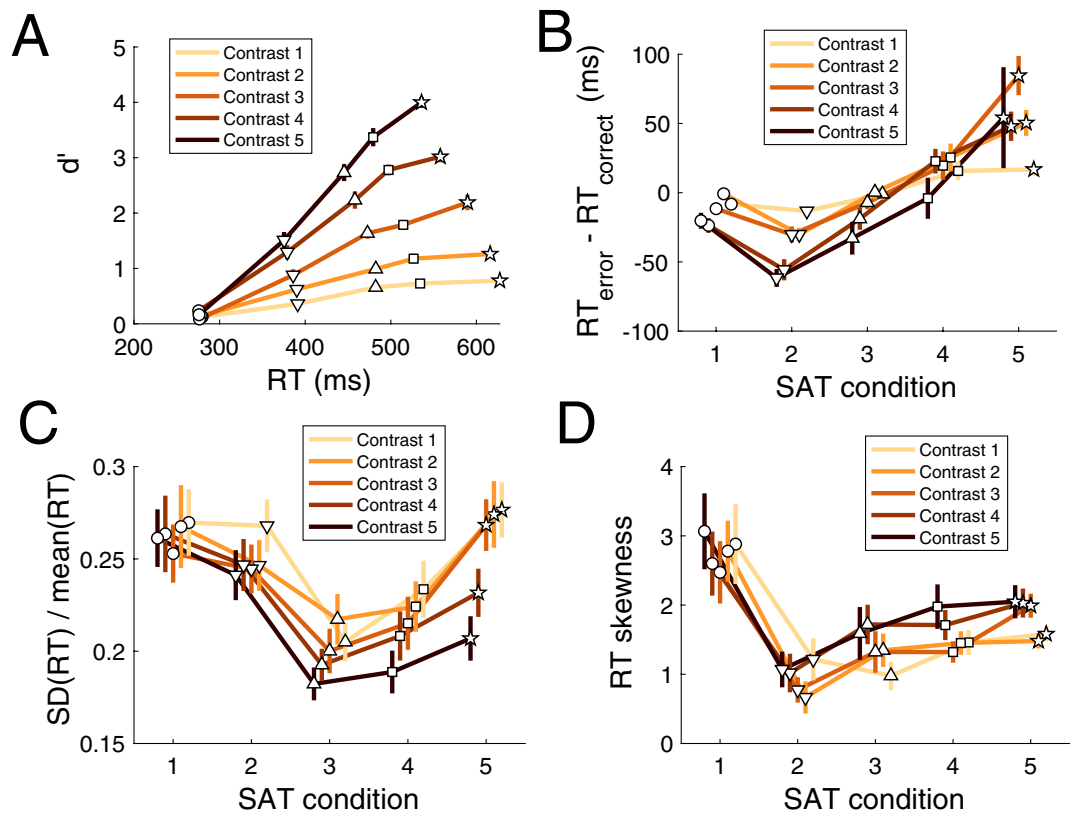 A
5
4
3
2
1
0
d'
200
300
400
500
600
RT (ms)
Contrast 1
Contrast 2
Contrast 3
Contrast 4
Contrast 5
B
100
50
0
-50
-100
RTerror - RTcorrect (ms)
1
2
3
4
5
SAT condition
Contrast 1
Contrast 2
Contrast 3
Contrast 4
Contrast 5
C
0.3
0.25
0.2
0.15
SD(RT) / mean(RT)
1
2
3
4
5
SAT condition
Contrast 1
Contrast 2
Contrast 3
Contrast 4
Contrast 5
D
4
3
2
1
0
RT skewness
1
2
3
4
5
SAT condition
Contrast 1
Contrast 2
Contrast 3
Contrast 4
Contrast 5